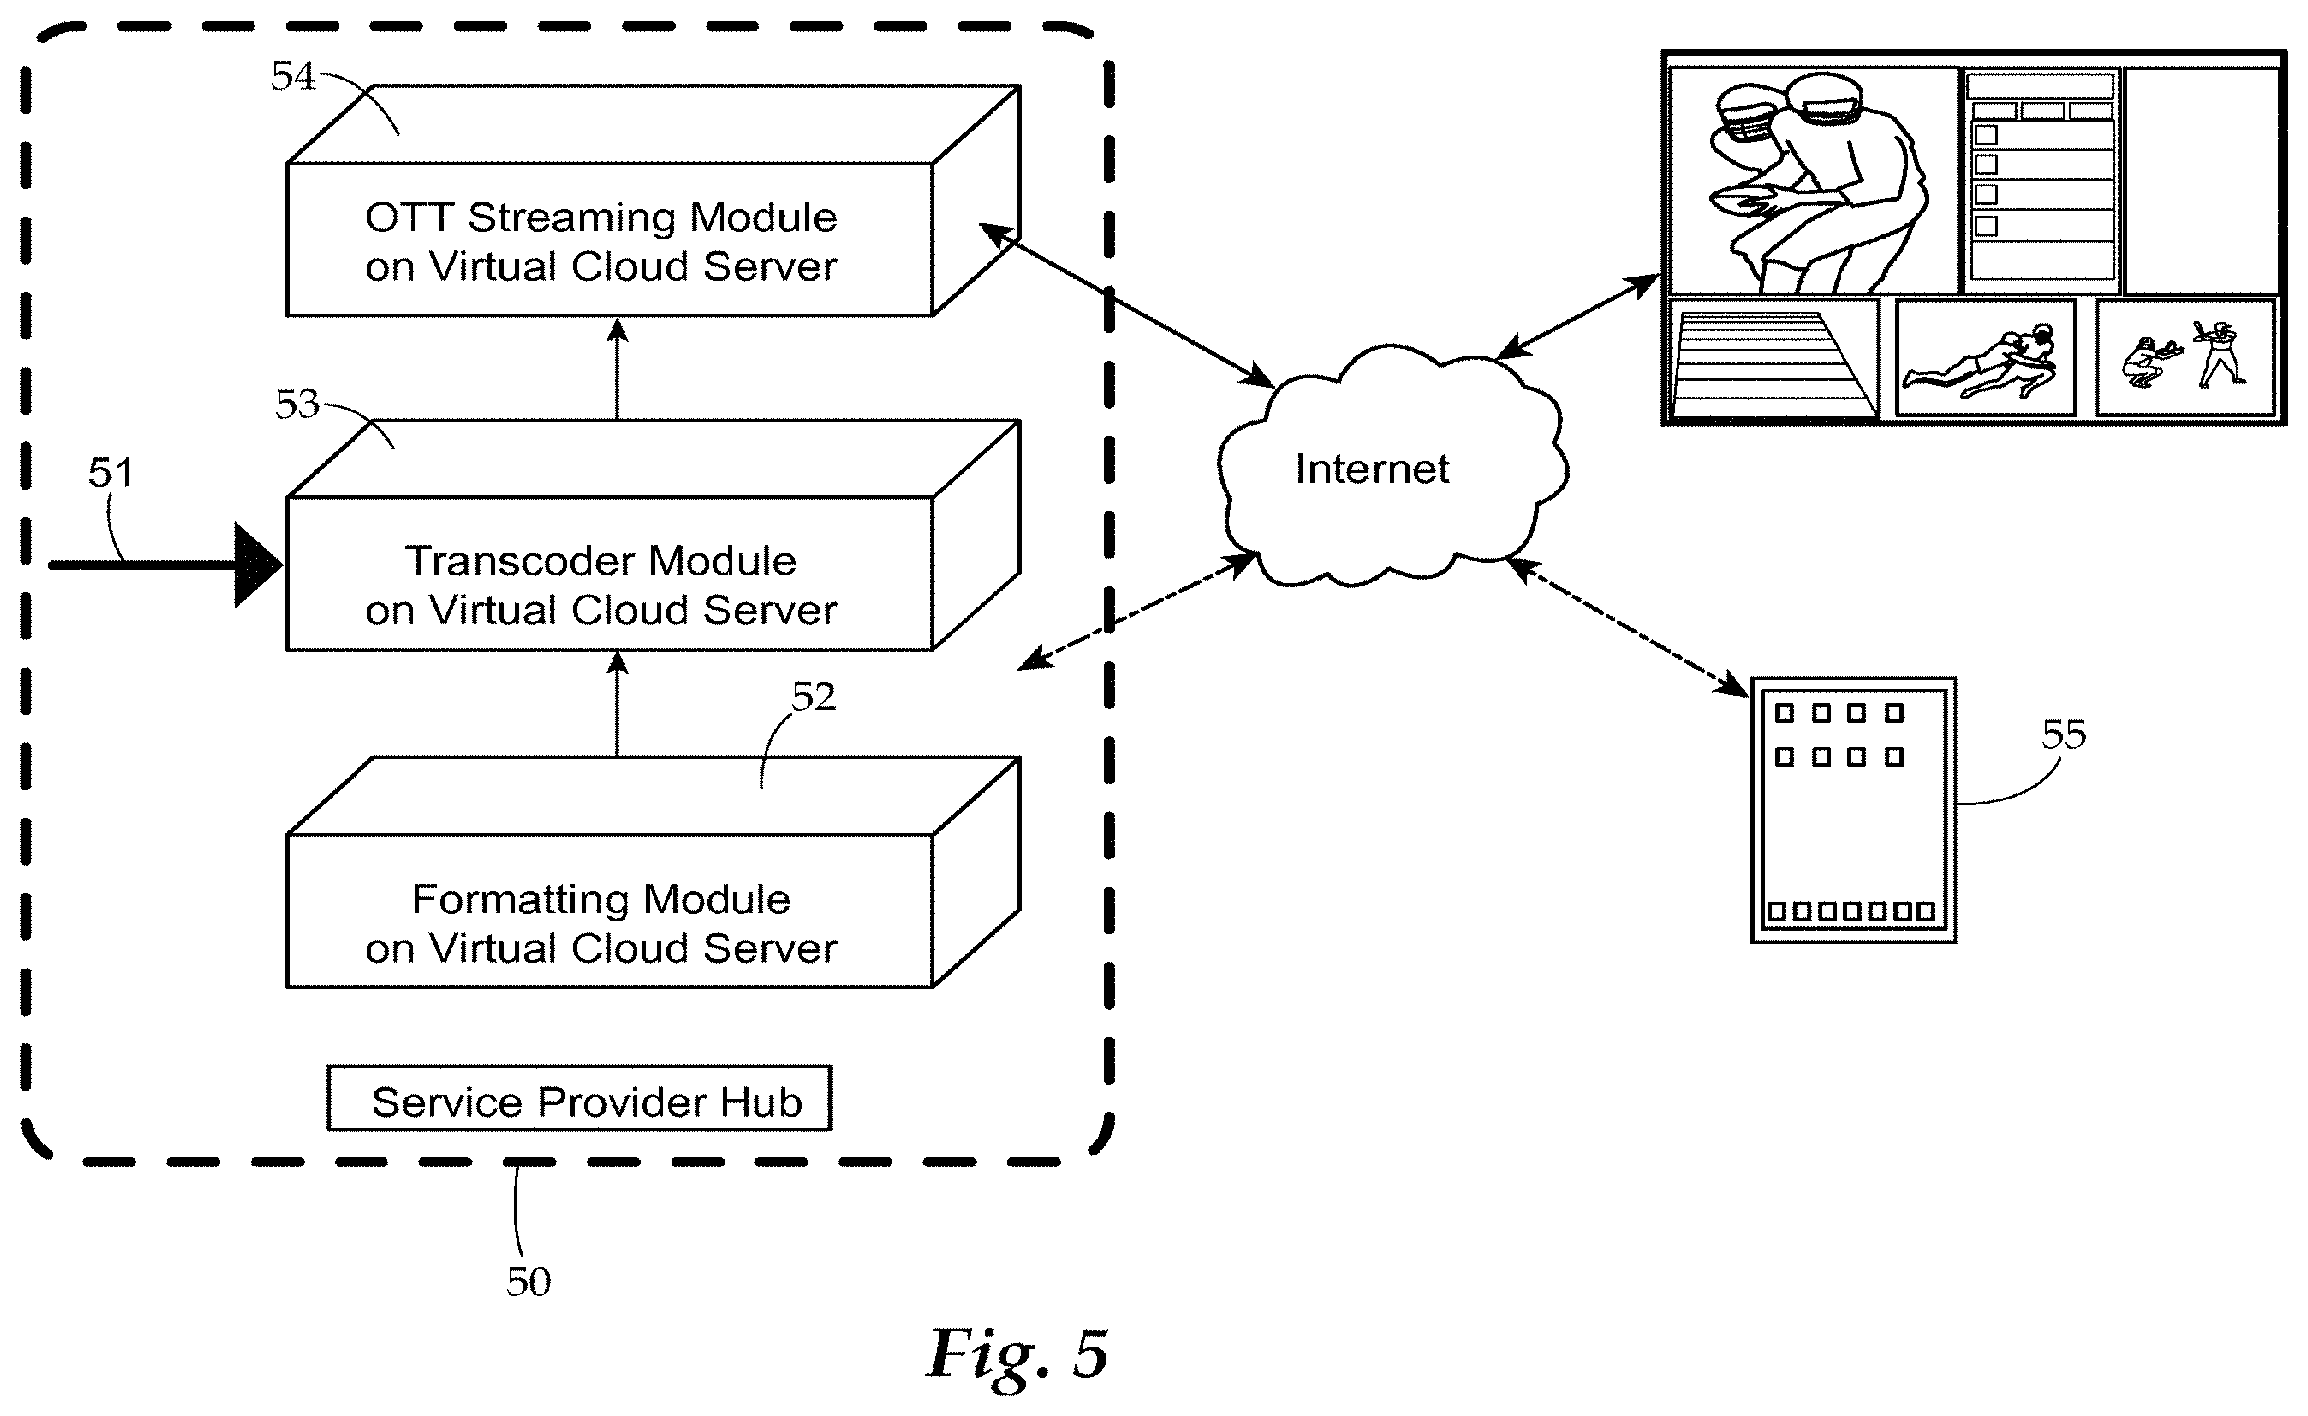 54
OTT Streaming Module
on Virtual Cloud Server
53
51
Transcoder Module
on Virtual Cloud Server
Internet
52
55
Formatting Module
on Virtual Cloud Server
Service Provider Hub
50
Fig. 5